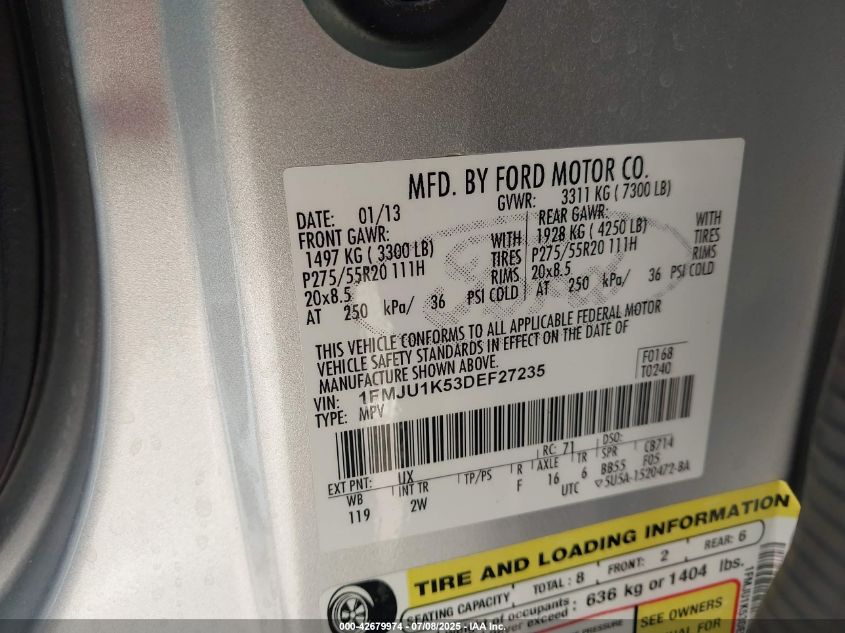 MFD. BY FORD MOTOR CO.
DATE: 01/13
GVWR: 3311 KG ( 7300 LB)
FRONT GAWR:
1497 KG ( 3300 LB) WITH
P275/55R20 111H TIRES
20x8.5 RIMS
AT 250 kPa/ 36 PSI COLD
REAR GAWR: WITH
1928 KG ( 4250 LB) TIRES
P275/55R20 111H RIMS
20x8.5
AT 250 kPa/ 36 PSI COLD
THIS VEHICLE CONFORMS TO ALL APPLICABLE FEDERAL MOTOR
VEHICLE SAFETY STANDARDS IN EFFECT ON THE DATE OF
MANUFACTURE SHOWN ABOVE.
VIN: 1FMJU1K53DEF27235
TYPE: MPV
F0168
T0240
EXT PNT: UX RC: 71 DSO:
WB INT TR TP/PS R AXLE TR SPR CB714
119 2W F 16 6 BB55 F05
UTC ▽5U5A-1520472-BA
TIRE AND LOADING INFORMATION
SEATING CAPACITY TOTAL: 8 FRONT: 2 REAR: 6
of occupants
exceed : 636 kg or 1404 lbs.
PRESSURE
SEE OWNERS
FOR
000-42679974 - 07/08/2025 - IAA, Inc.